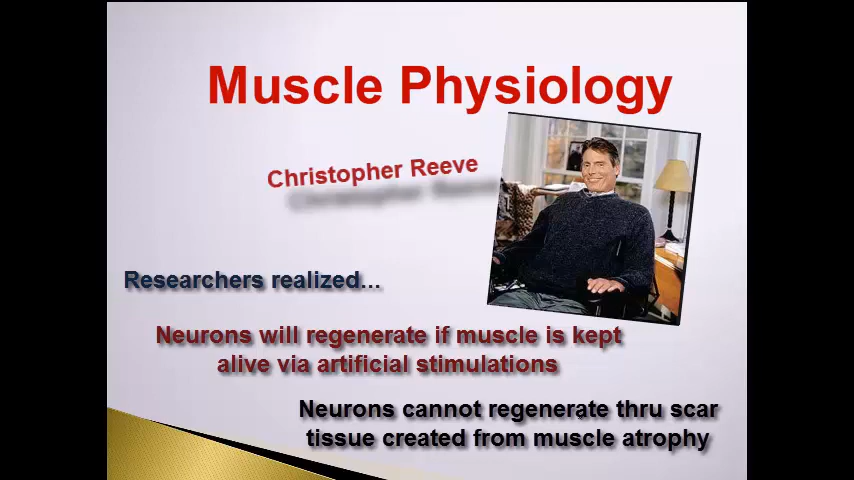 Muscle Physiology
Christopher Reeve
Researchers realized...
Neurons will regenerate if muscle is kept
alive via artificial stimulations
Neurons cannot regenerate thru scar
tissue created from muscle atrophy